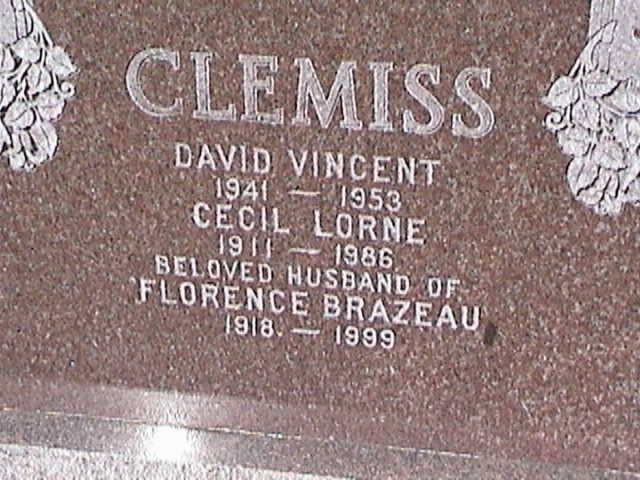 CLEMISS
DAVID VINCENT
1941 — 1953
CECIL LORNE
1911 — 1986
BELOVED HUSBAND OF
FLORENCE BRAZEAU
1918 — 1999